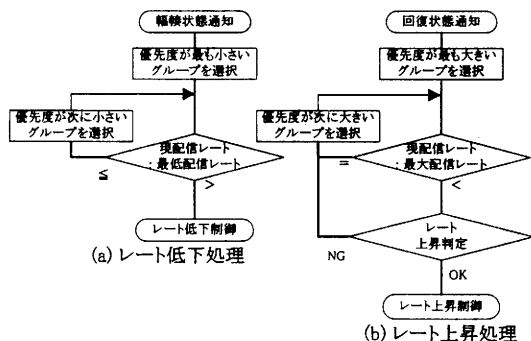 輻輳状態通知
優先度が最も小さい
グループを選択
優先度が次に小さい
グループを選択
現配信レート
:最低配信レート
≦
>
レート低下制御
(a) レート低下処理
回復状態通知
優先度が最も大きい
グループを選択
優先度が次に大きい
グループを選択
現配信レート
:最大配信レート
=
<
レート
上昇判定
NG
OK
レート上昇制御
(b) レート上昇処理